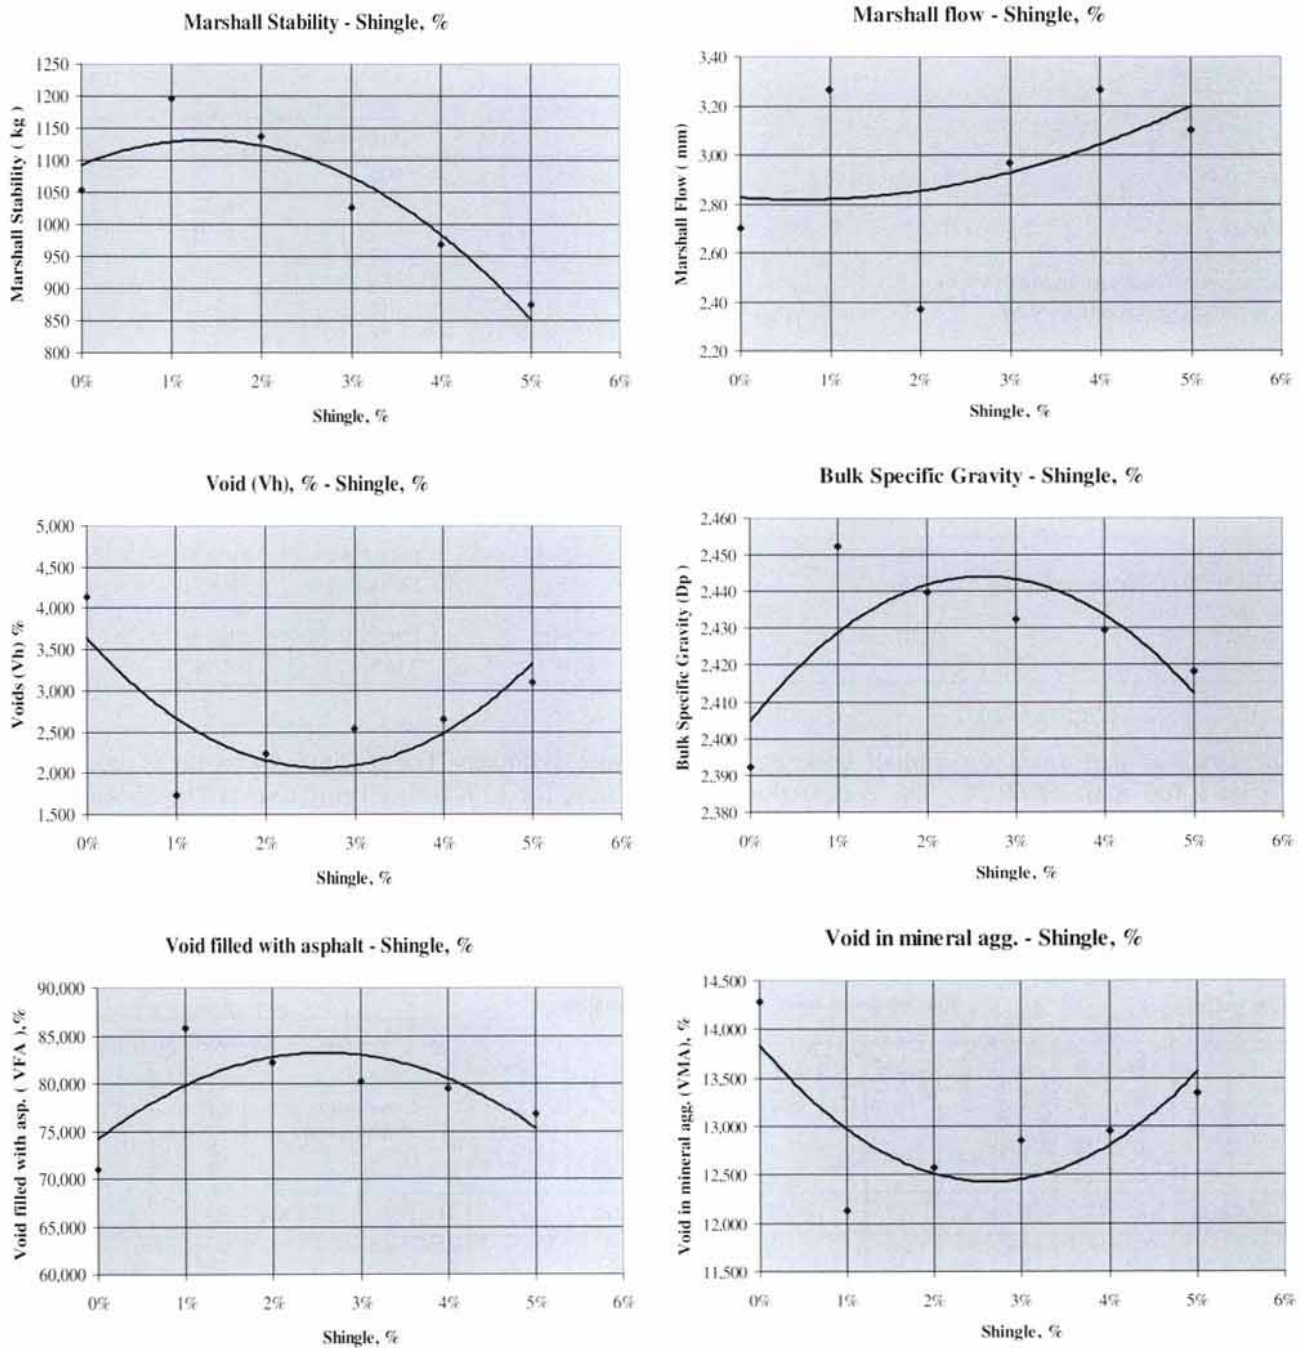 Marshall Stability - Shingle, %
Marshall Stability ( kg )
1250
1200
1150
1100
1050
1000
950
900
850
800
0% 1% 2% 3% 4% 5% 6%
Shingle, %
Marshall flow - Shingle, %
Marshall Flow ( mm)
3,40
3,20
3,00
2,80
2,60
2,40
2,20
0% 1% 2% 3% 4% 5% 6%
Shingle, %
Void (Vh), % - Shingle, %
Voids (Vh) %
5,000
4,500
4,000
3,500
3,000
2,500
2,000
1,500
0% 1% 2% 3% 4% 5% 6%
Shingle, %
Bulk Specific Gravity - Shingle, %
Bulk Specific Gravity (Dp )
2,460
2,450
2,440
2,430
2,420
2,410
2,400
2,390
2,380
0% 1% 2% 3% 4% 5% 6%
Shingle, %
Void filled with asphalt - Shingle, %
Void filled with asp. ( VFA ),%
90,000
85,000
80,000
75,000
70,000
65,000
60,000
0% 1% 2% 3% 4% 5% 6%
Shingle, %
Void in mineral agg. - Shingle, %
Void in mineral agg. (VMA), %
14,500
14,000
13,500
13,000
12,500
12,000
11,500
0% 1% 2% 3% 4% 5% 6%
Shingle, %